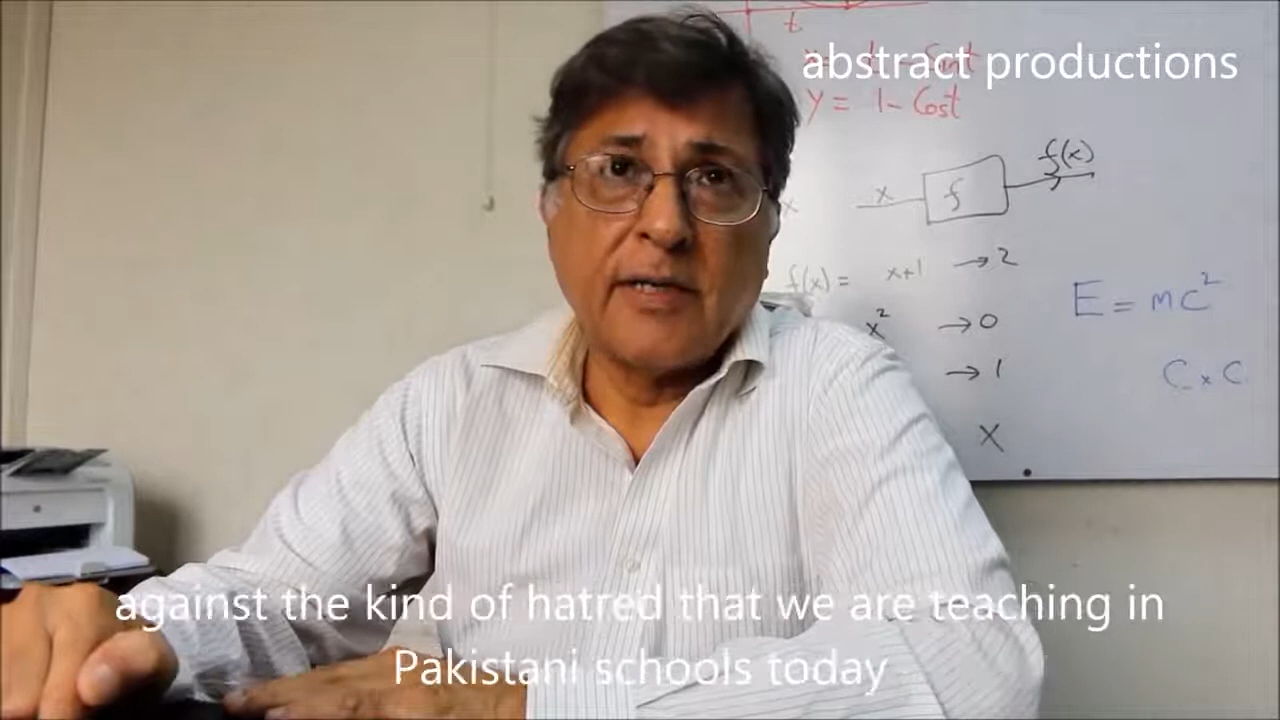 abstract productions
t
y = 1 - Cost
x
f
f(x)
x
f(x) = x+1 → 2
x² → 0
→ 1
x
E = mc²
C x C
against the kind of hatred that we are teaching in
Pakistani schools today